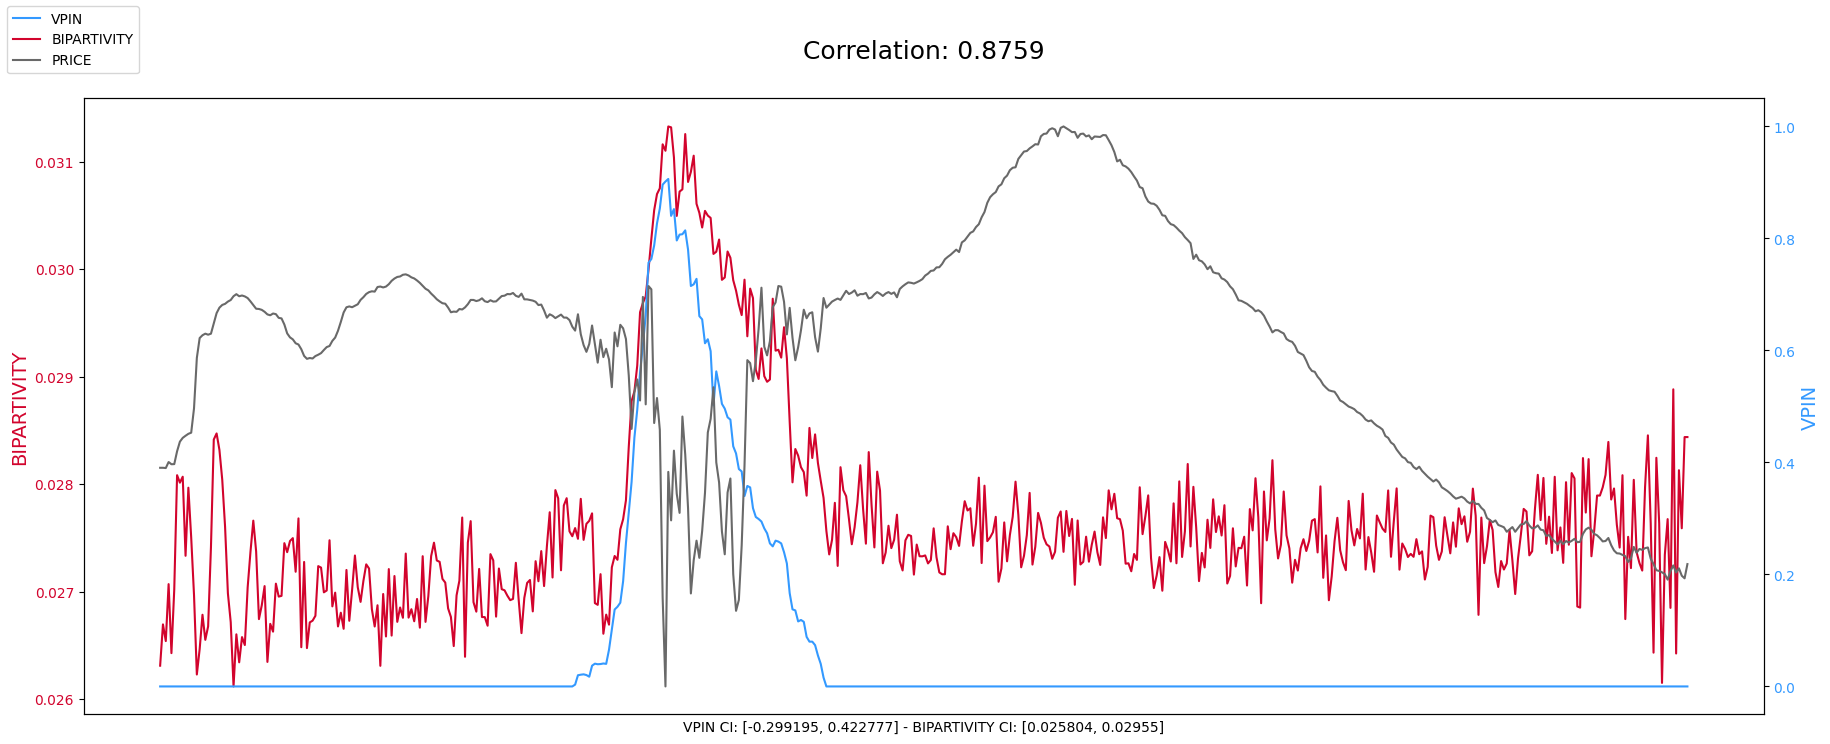 VPIN
BIPARTIVITY
PRICE
Correlation: 0.8759
BIPARTIVITY
0.031
0.030
0.029
0.028
0.027
0.026
1.0
0.8
0.6
0.4
0.2
0.0
VPIN
VPIN CI: [-0.299195, 0.422777] - BIPARTIVITY CI: [0.025804, 0.02955]